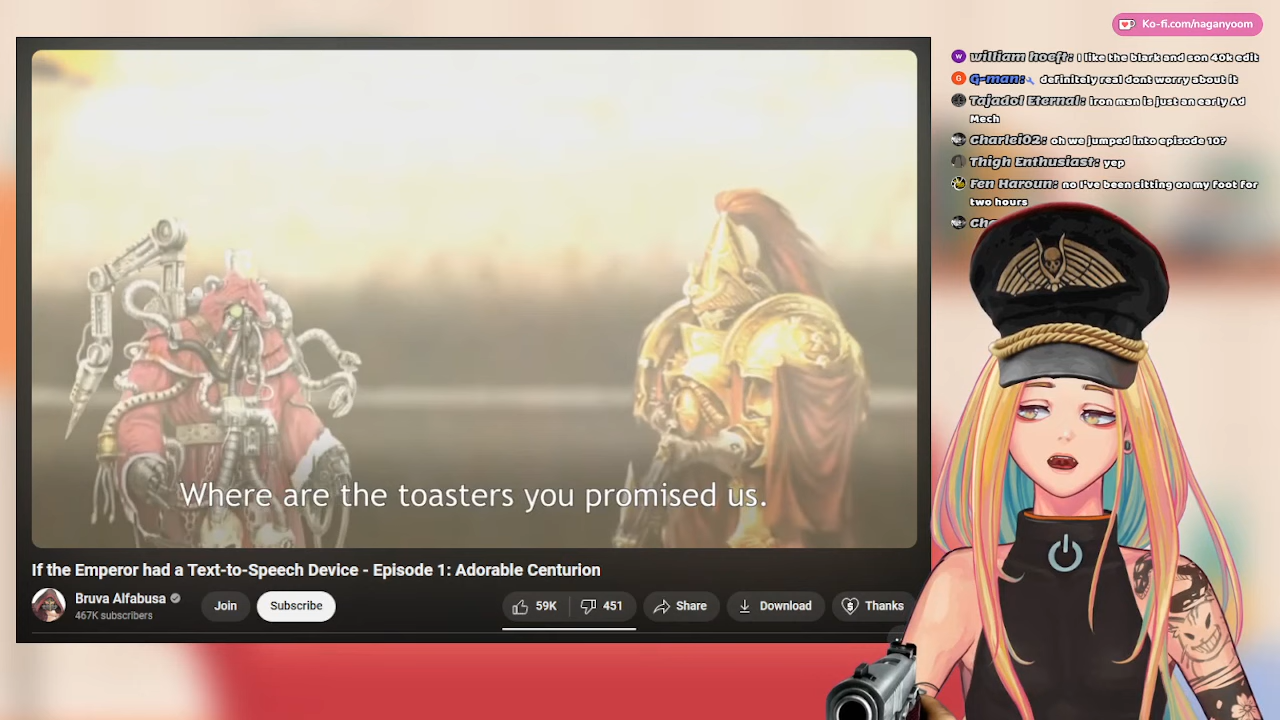 Ko-fi.com/naganyoom
william hoeft: I like the blark and son 40k edit
G-man: definitely real dont worry about it
Tajadol Eternal: iron man is just an early Ad
Mech
Charlei02: oh we jumped into episode 10?
Thigh Enthusiast: yep
Fen Haroun: no I've been sitting on my foot for
two hours
Where are the toasters you promised us.
If the Emperor had a Text-to-Speech Device - Episode 1: Adorable Centurion
Bruva Alfabusa
467K subscribers
Join
Subscribe
59K
451
Share
Download
Thanks